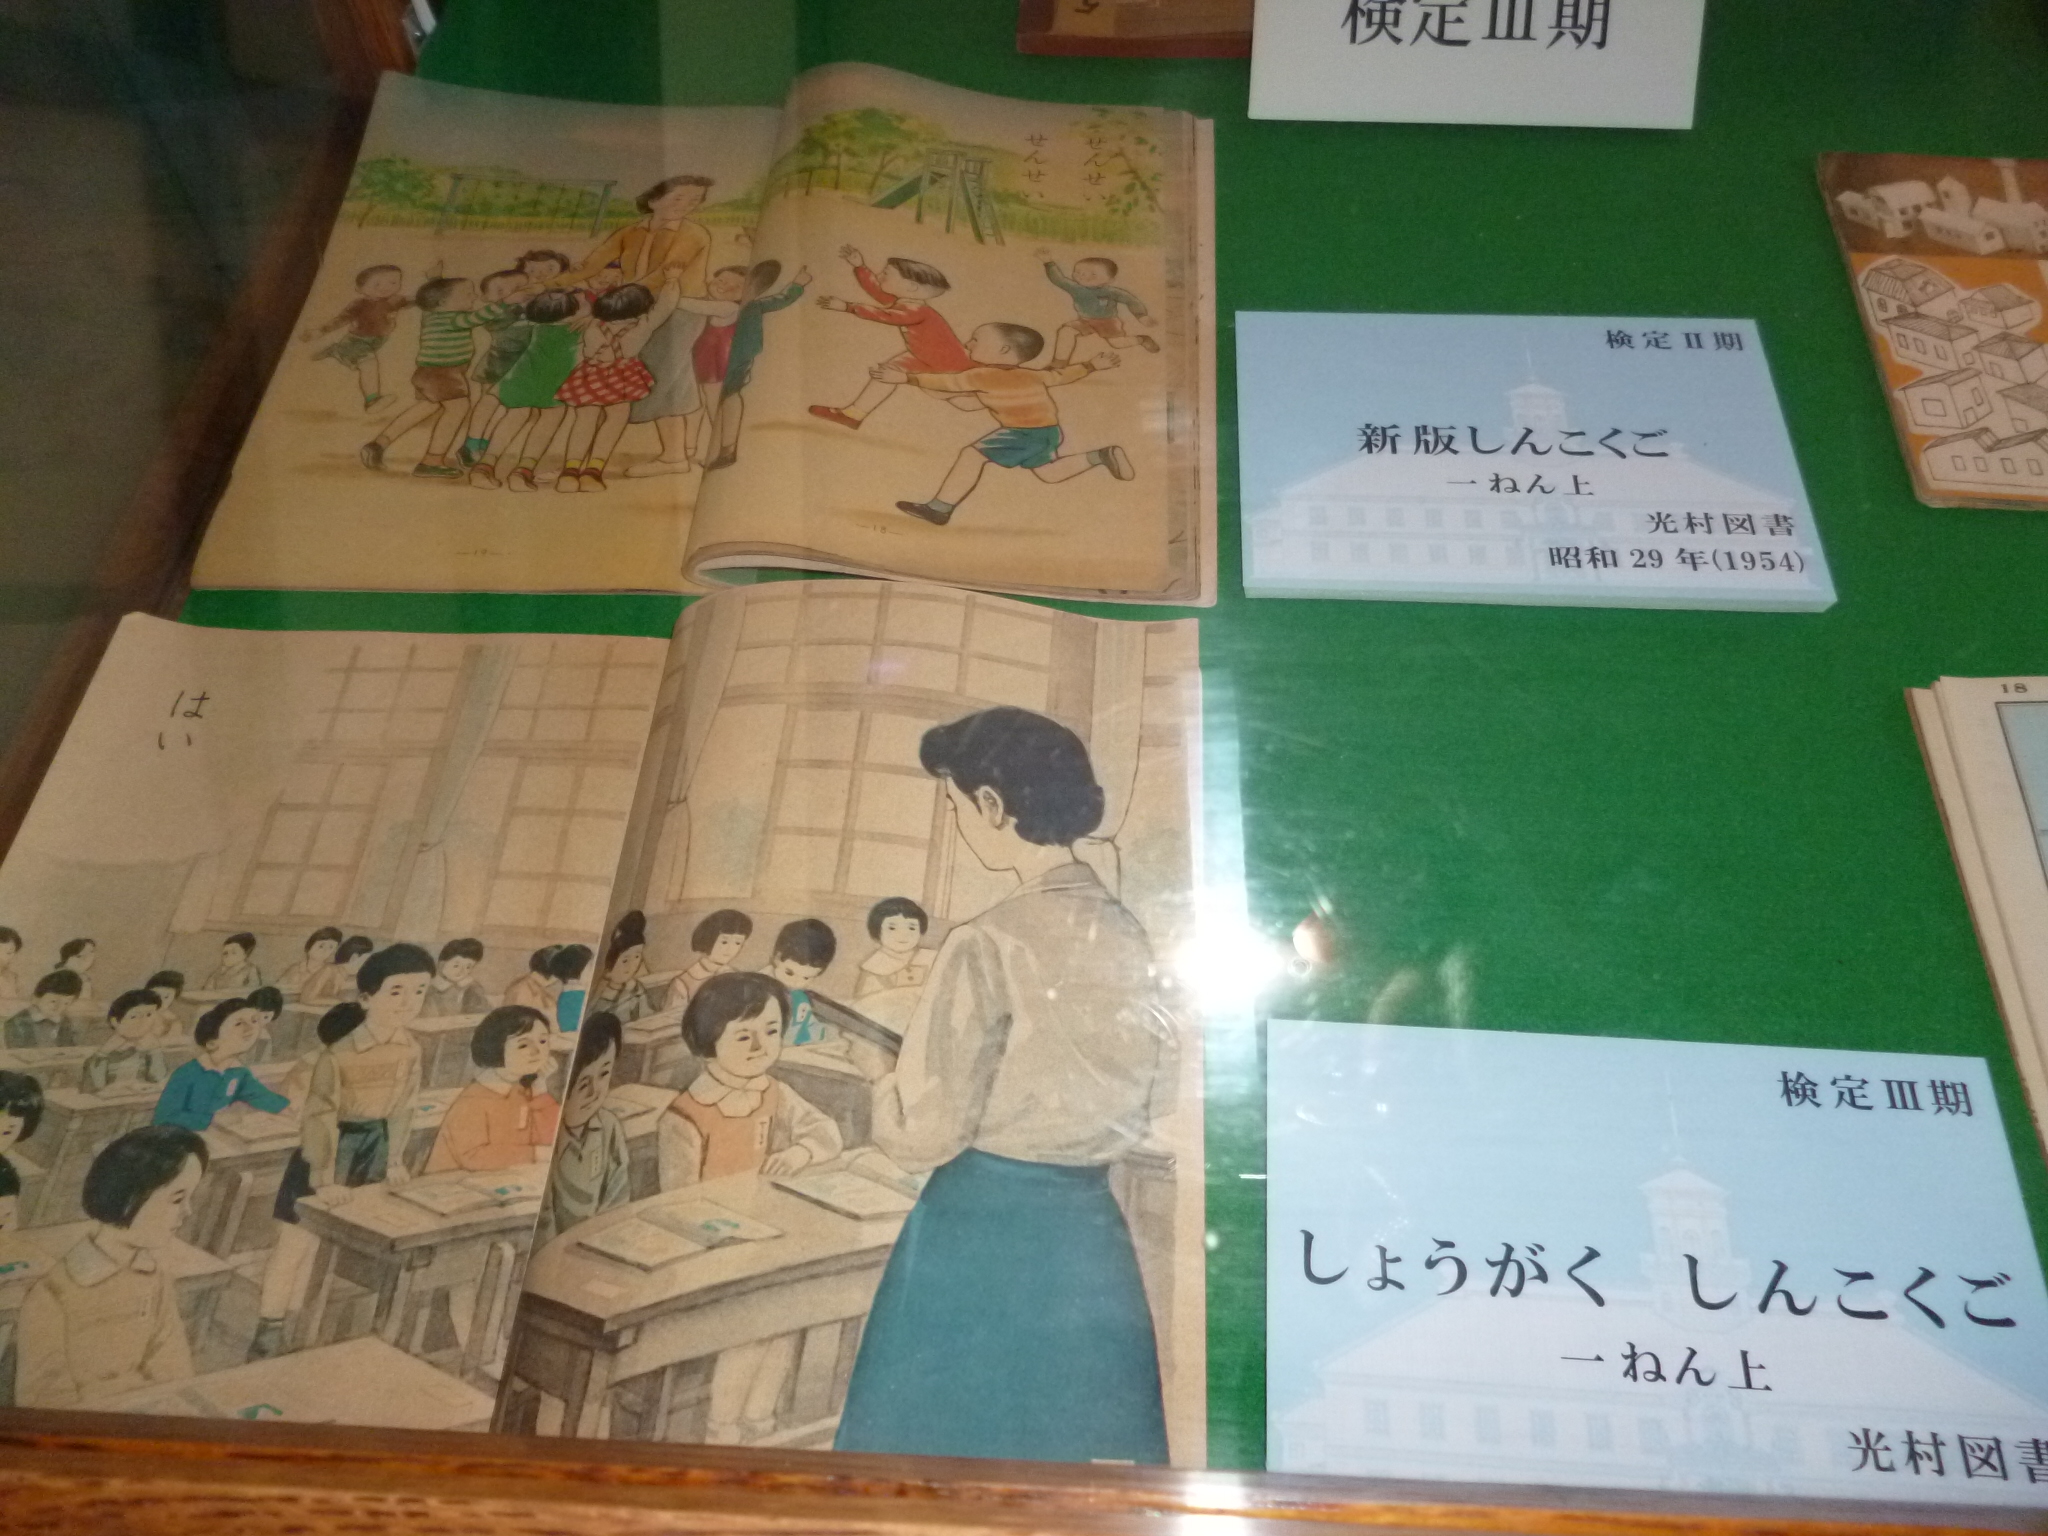 検定Ⅲ期
せんせい
せんせい
―18―
―19―
検定Ⅱ期
新版しんこくご
一ねん上
光村図書
昭和29年(1954)
18
はい
検定Ⅲ期
しょうがく しんこくご
一ねん上
光村図書